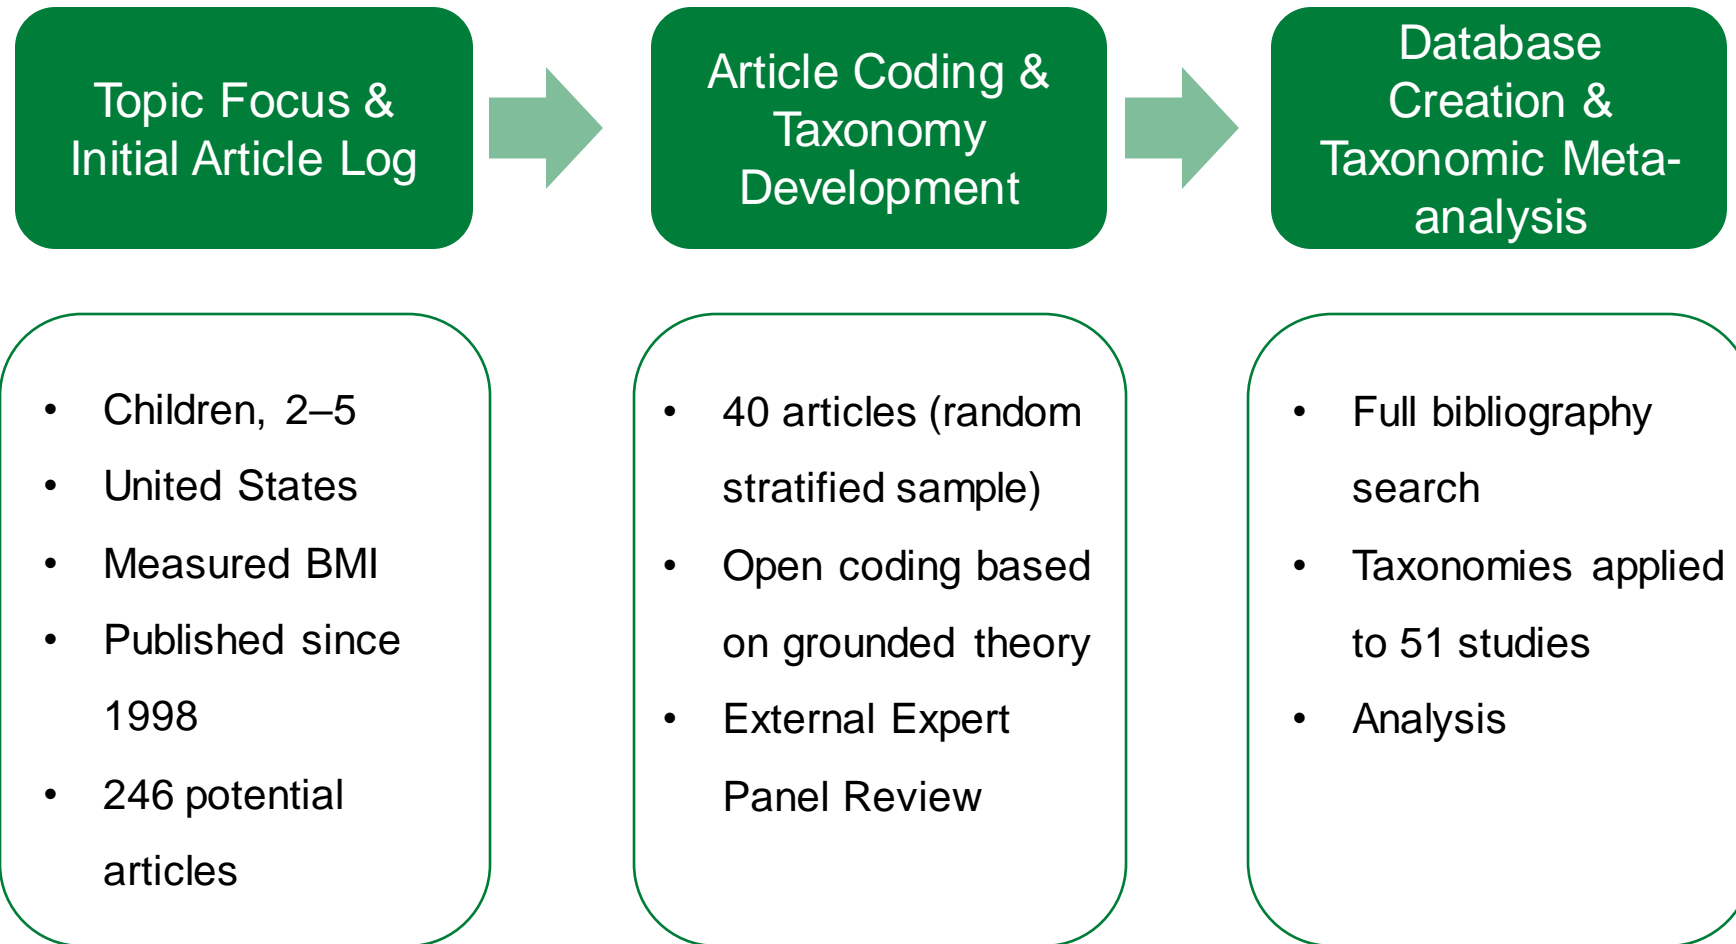 Topic Focus &
Initial Article Log
Article Coding &
Taxonomy
Development
Database
Creation &
Taxonomic Meta-
analysis
• Children, 2–5
• United States
• Measured BMI
• Published since
1998
• 246 potential
articles
• 40 articles (random
stratified sample)
• Open coding based
on grounded theory
• External Expert
Panel Review
• Full bibliography
search
• Taxonomies applied
to 51 studies
• Analysis